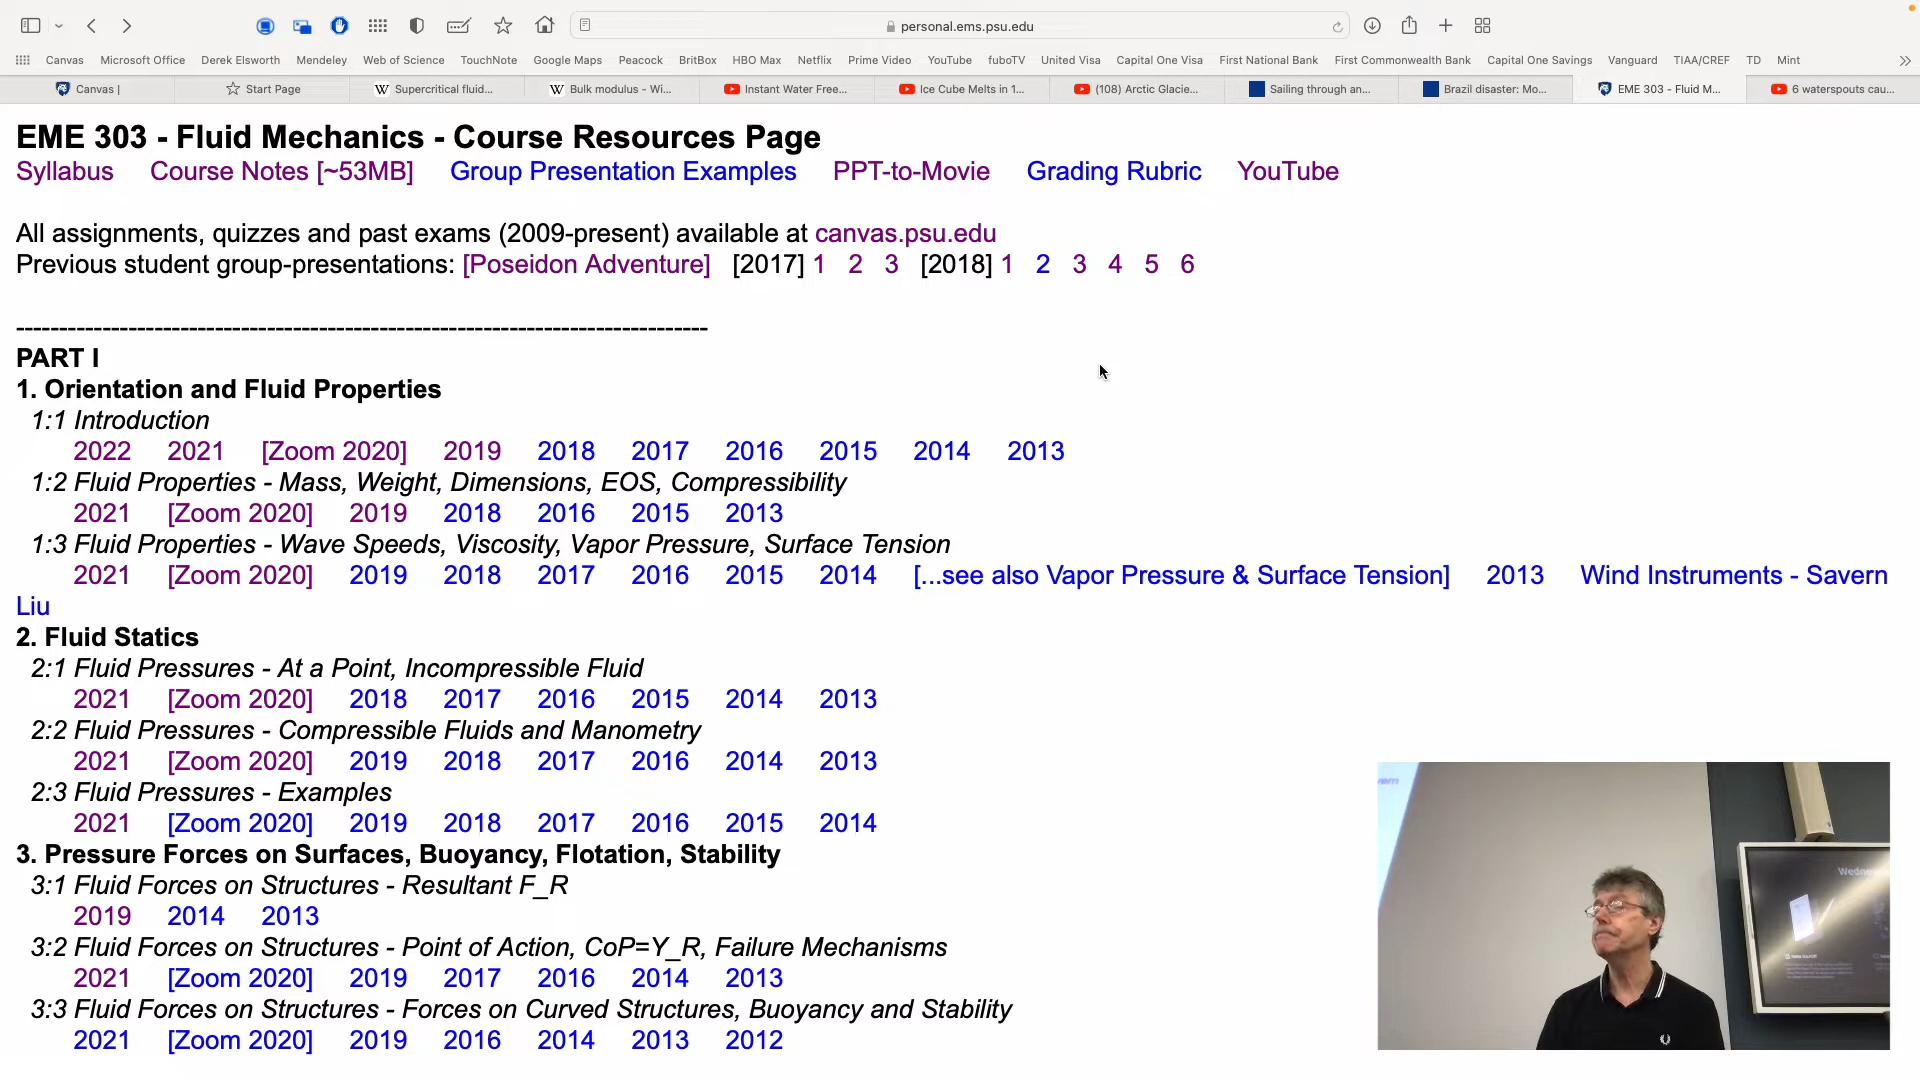 personal.ems.psu.edu
Canvas Microsoft Office Derek Elsworth Mendeley Web of Science TouchNote Google Maps Peacock BritBox HBO Max Netflix Prime Video YouTube fuboTV United Visa Capital One Visa First National Bank First Commonwealth Bank Capital One Savings Vanguard TIAA/CREF TD Mint
Canvas | Start Page Supercritical fluid... Bulk modulus - Wi... Instant Water Free... Ice Cube Melts in 1... (108) Arctic Glacie... Sailing through an... Brazil disaster: Mo... EME 303 - Fluid M... 6 waterspouts cau...
EME 303 - Fluid Mechanics - Course Resources Page
Syllabus Course Notes [~53MB] Group Presentation Examples PPT-to-Movie Grading Rubric YouTube
All assignments, quizzes and past exams (2009-present) available at canvas.psu.edu
Previous student group-presentations: [Poseidon Adventure] [2017] 1 2 3 [2018] 1 2 3 4 5 6
--------------------------------------------------------------------------------
PART I
1. Orientation and Fluid Properties
1:1 Introduction
2022 2021 [Zoom 2020] 2019 2018 2017 2016 2015 2014 2013
1:2 Fluid Properties - Mass, Weight, Dimensions, EOS, Compressibility
2021 [Zoom 2020] 2019 2018 2016 2015 2013
1:3 Fluid Properties - Wave Speeds, Viscosity, Vapor Pressure, Surface Tension
2021 [Zoom 2020] 2019 2018 2017 2016 2015 2014 [...see also Vapor Pressure & Surface Tension] 2013 Wind Instruments - Savern
Liu
2. Fluid Statics
2:1 Fluid Pressures - At a Point, Incompressible Fluid
2021 [Zoom 2020] 2018 2017 2016 2015 2014 2013
2:2 Fluid Pressures - Compressible Fluids and Manometry
2021 [Zoom 2020] 2019 2018 2017 2016 2014 2013
2:3 Fluid Pressures - Examples
2021 [Zoom 2020] 2019 2018 2017 2016 2015 2014
3. Pressure Forces on Surfaces, Buoyancy, Flotation, Stability
3:1 Fluid Forces on Structures - Resultant F_R
2019 2014 2013
3:2 Fluid Forces on Structures - Point of Action, CoP=Y_R, Failure Mechanisms
2021 [Zoom 2020] 2019 2017 2016 2014 2013
3:3 Fluid Forces on Structures - Forces on Curved Structures, Buoyancy and Stability
2021 [Zoom 2020] 2019 2016 2014 2013 2012